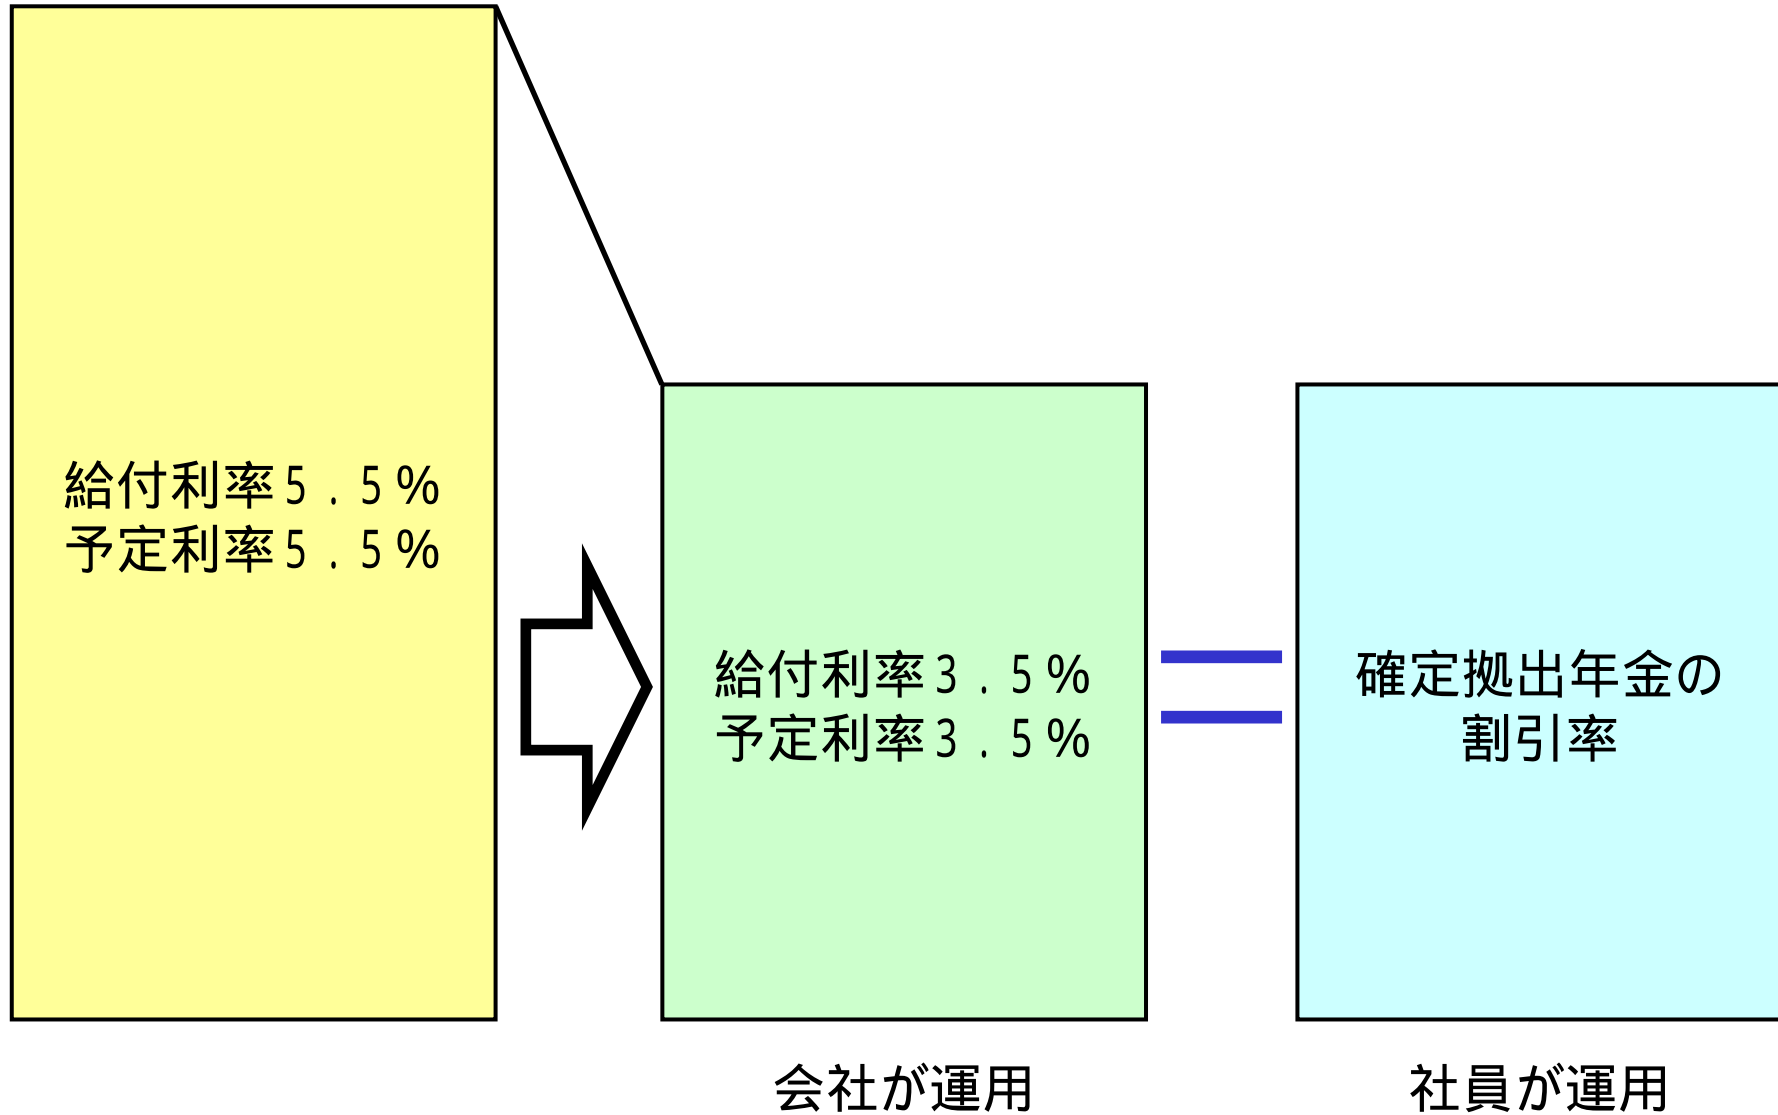 給付利率５．５％
予定利率５．５％
給付利率３．５％
予定利率３．５％
確定拠出年金の
割引率
会社が運用
社員が運用